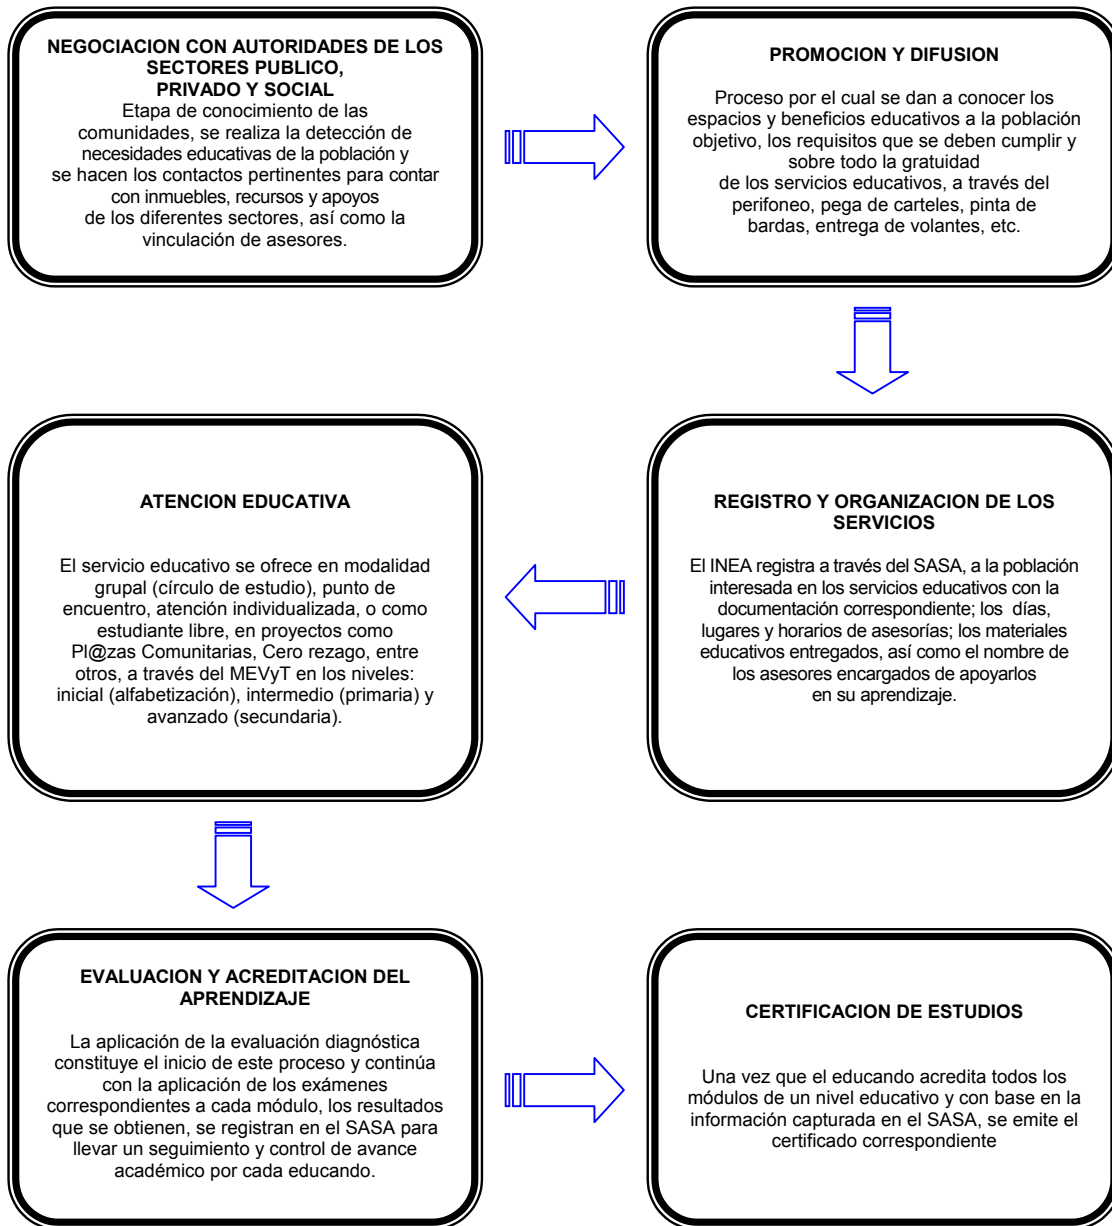 NEGOCIACION CON AUTORIDADES DE LOS
SECTORES PUBLICO,
PRIVADO Y SOCIAL
Etapa de conocimiento de las
comunidades, se realiza la detección de
necesidades educativas de la población y
se hacen los contactos pertinentes para contar
con inmuebles, recursos y apoyos
de los diferentes sectores, así como la
vinculación de asesores.
PROMOCION Y DIFUSION
Proceso por el cual se dan a conocer los
espacios y beneficios educativos a la población
objetivo, los requisitos que se deben cumplir y
sobre todo la gratuidad
de los servicios educativos, a través del
perifoneo, pega de carteles, pinta de
bardas, entrega de volantes, etc.
REGISTRO Y ORGANIZACION DE LOS
SERVICIOS
El INEA registra a través del SASA, a la población
interesada en los servicios educativos con la
documentación correspondiente; los días,
lugares y horarios de asesorías; los materiales
educativos entregados, así como el nombre de
los asesores encargados de apoyarlos
en su aprendizaje.
ATENCION EDUCATIVA
El servicio educativo se ofrece en modalidad
grupal (círculo de estudio), punto de
encuentro, atención individualizada, o como
estudiante libre, en proyectos como
Pl@zas Comunitarias, Cero rezago, entre
otros, a través del MEVyT en los niveles:
inicial (alfabetización), intermedio (primaria) y
avanzado (secundaria).
EVALUACION Y ACREDITACION DEL
APRENDIZAJE
La aplicación de la evaluación diagnóstica
constituye el inicio de este proceso y continúa
con la aplicación de los exámenes
correspondientes a cada módulo, los resultados
que se obtienen, se registran en el SASA para
llevar un seguimiento y control de avance
académico por cada educando.
CERTIFICACION DE ESTUDIOS
Una vez que el educando acredita todos los
módulos de un nivel educativo y con base en la
información capturada en el SASA, se emite el
certificado correspondiente